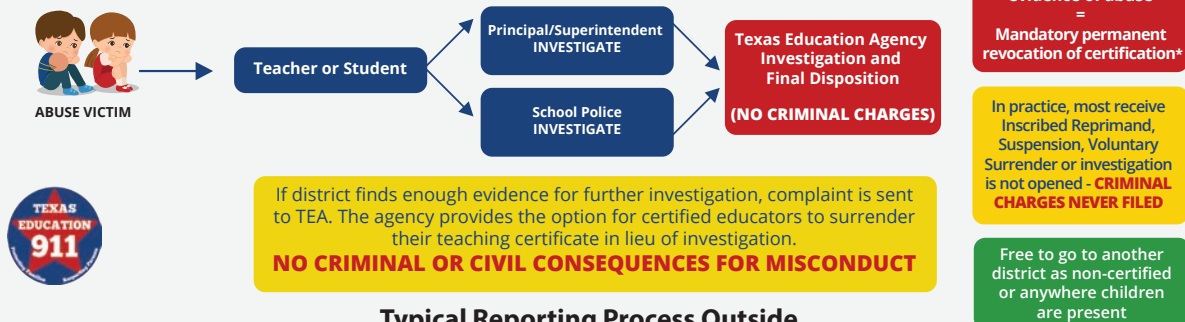 ABUSE VICTIM
Teacher or Student
Principal/Superintendent
INVESTIGATE
School Police
INVESTIGATE
Texas Education Agency
Investigation and
Final Disposition
(NO CRIMINAL CHARGES)
=
Mandatory permanent
revocation of certification*
In practice, most receive
Inscribed Reprimand,
Suspension, Voluntary
Surrender or investigation
is not opened - CRIMINAL
CHARGES NEVER FILED
Free to go to another
district as non-certified
or anywhere children
are present
TEXAS
EDUCATION
911
If district finds enough evidence for further investigation, complaint is sent
to TEA. The agency provides the option for certified educators to surrender
their teaching certificate in lieu of investigation.
NO CRIMINAL OR CIVIL CONSEQUENCES FOR MISCONDUCT
Typical Reporting Process Outside